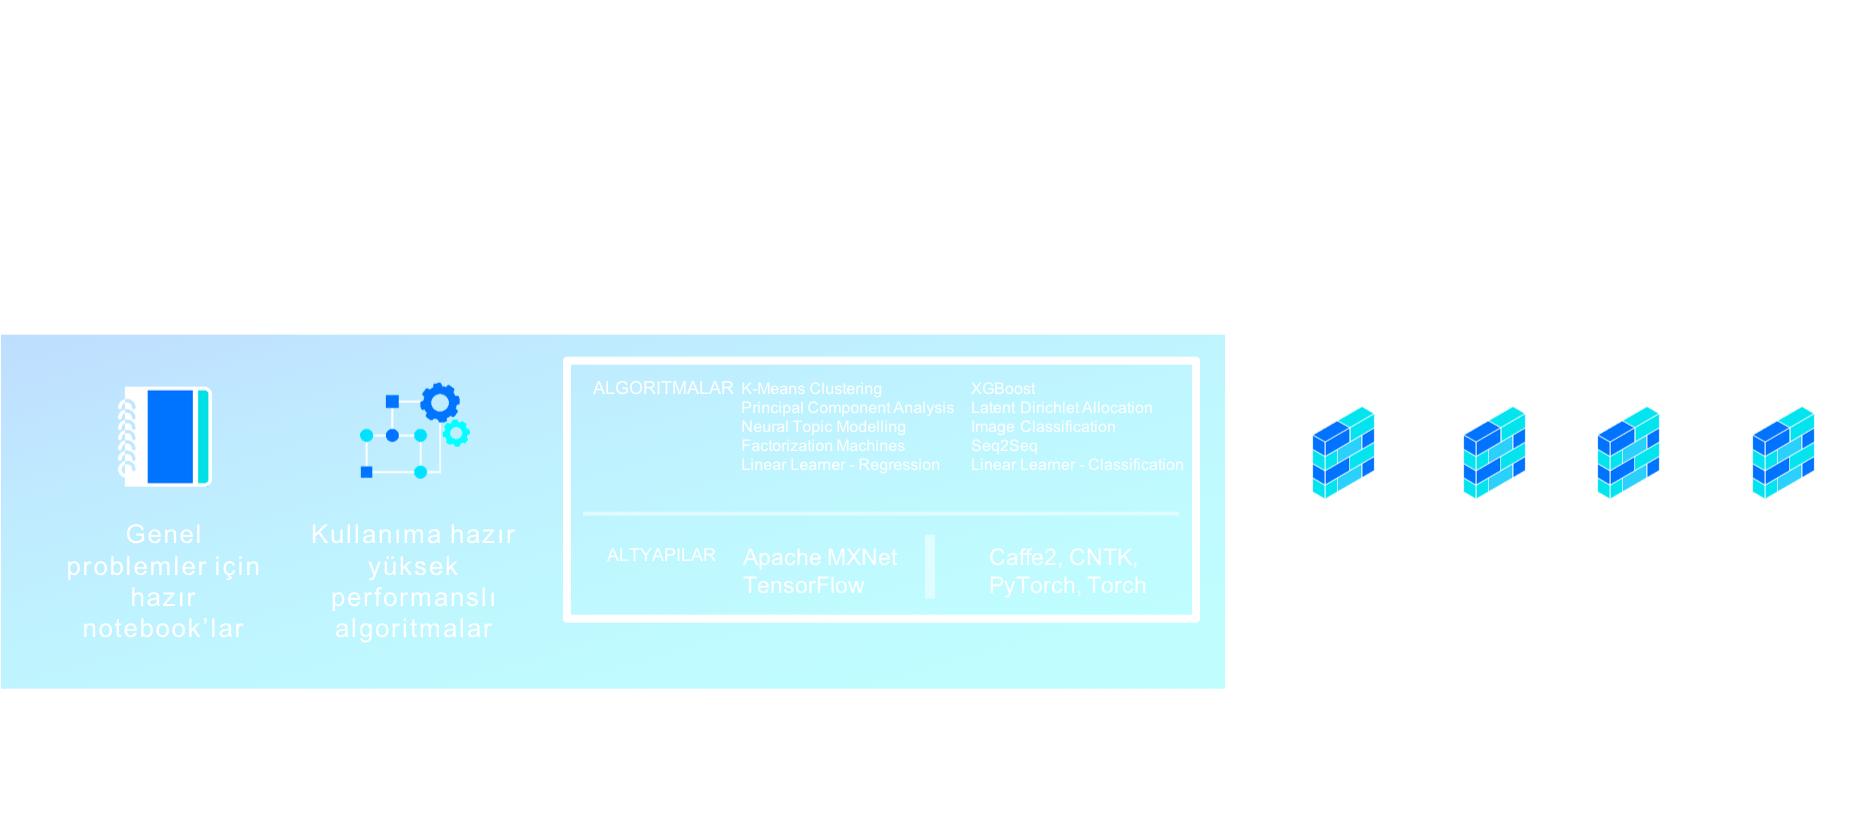 Genel
problemler için
hazır
notebook’lar
Kullanıma hazır
yüksek
performanslı
algoritmalar
ALGORITMALAR
K-Means Clustering
Principal Component Analysis
Neural Topic Modelling
Factorization Machines
Linear Learner - Regression
XGBoost
Latent Dirichlet Allocation
Image Classification
Seq2Seq
Linear Learner - Classification
ALTYAPILAR
Apache MXNet
TensorFlow
Caffe2, CNTK,
PyTorch, Torch